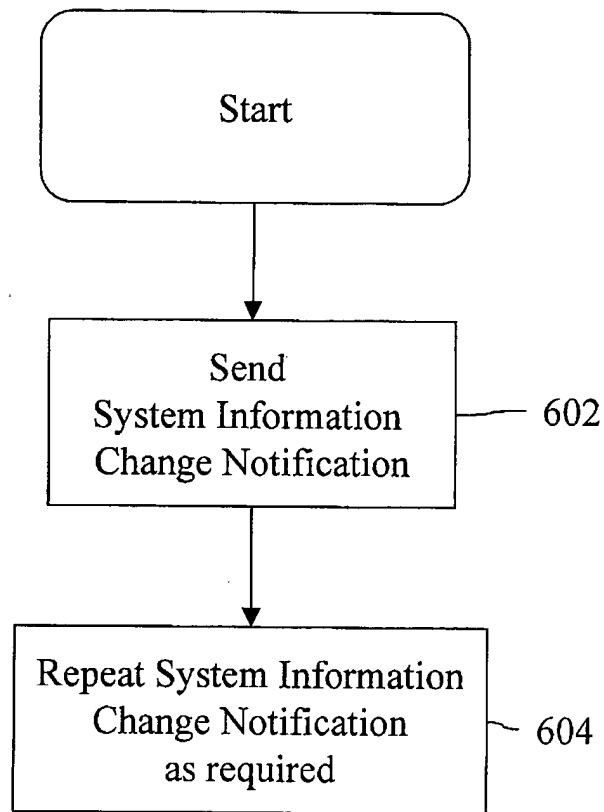 Start
Send
System Information
Change Notification
602
Repeat System Information
Change Notification
as required
604